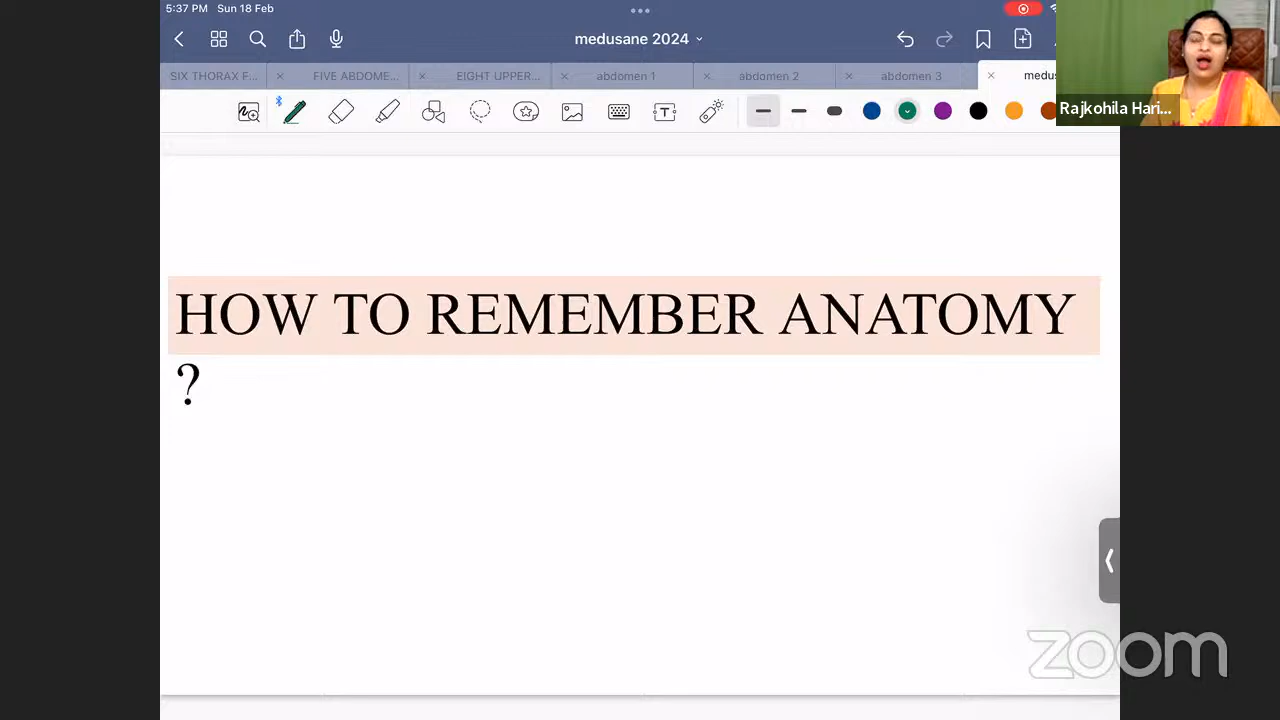 5:37 PM Sun 18 Feb
medusane 2024
SIX THORAX F...
FIVE ABDOME...
EIGHT UPPER...
abdomen 1
abdomen 2
abdomen 3
medus
T
Rajkohila Hari...
HOW TO REMEMBER ANATOMY
?
zoom